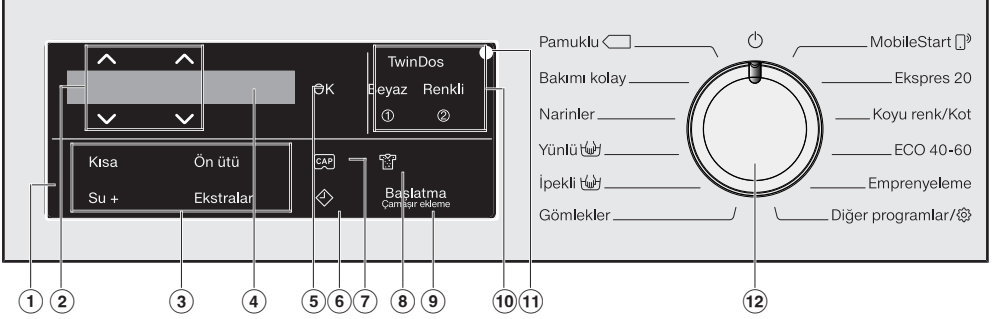 TwinDos
OK Beyaz Renkli
① ②
Kısa Ön ütü CAP
Su + Ekstralar Başlatma
Çamaşır ekleme
Pamuklu
Bakımı kolay
Narinler
Yünlü
İpekli
Gömlekler
MobileStart
Ekspres 20
Koyu renk/Kot
ECO 40-60
Emprenyeleme
Diğer programlar/
① ② ③ ④ ⑤ ⑥ ⑦ ⑧ ⑨ ⑩ ⑪ ⑫